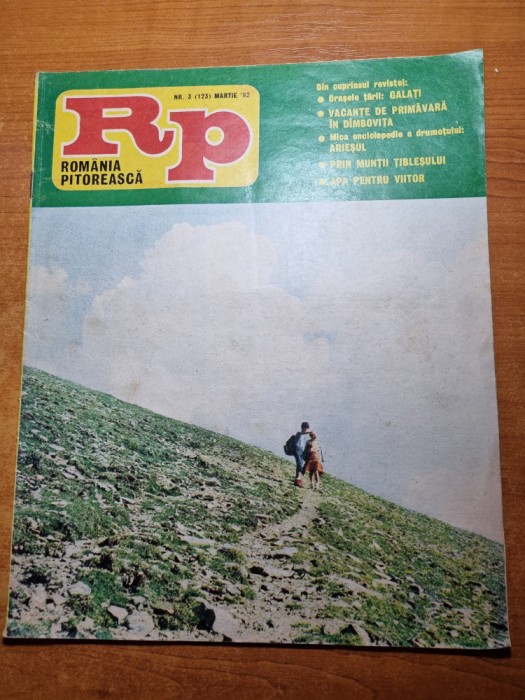 NR. 3 (123) MARTIE '82
Rp
ROMÂNIA
PITOREASCĂ
Din cuprinsul revistei:
• Orașele țării: GALAȚI
• VACANȚE DE PRIMĂVARĂ
ÎN DÎMBOVIȚA
• Mica enciclopedie a drumețului:
ARIEȘUL
• PRIN MUNȚII ȚIBLEȘULUI
• APA PENTRU VIITOR